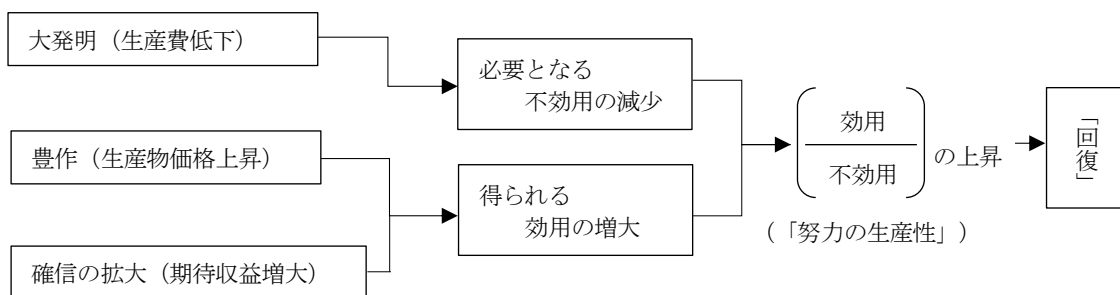 大発明（生産費低下）
豊作（生産物価格上昇）
確信の拡大（期待収益増大）
必要となる
不効用の減少
得られる
効用の増大
効用
不効用
の上昇
（「努力の生産性」）
「回復」